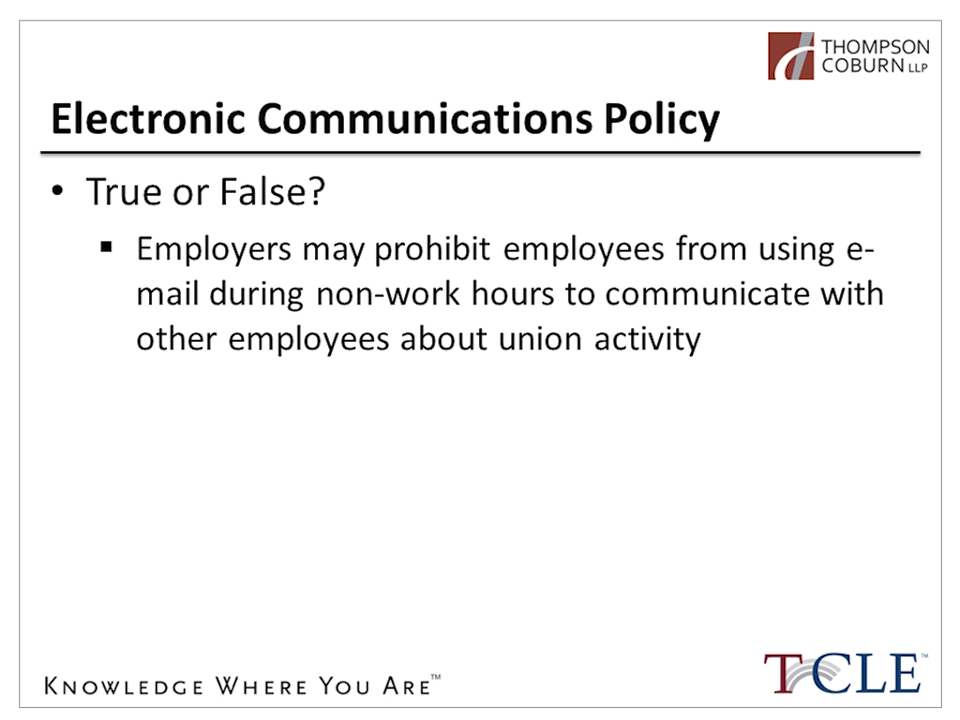 THOMPSON
COBURN LLP
Electronic Communications Policy
• True or False?
▪ Employers may prohibit employees from using e-
mail during non-work hours to communicate with
other employees about union activity
KNOWLEDGE WHERE YOU ARE™
TCLE™